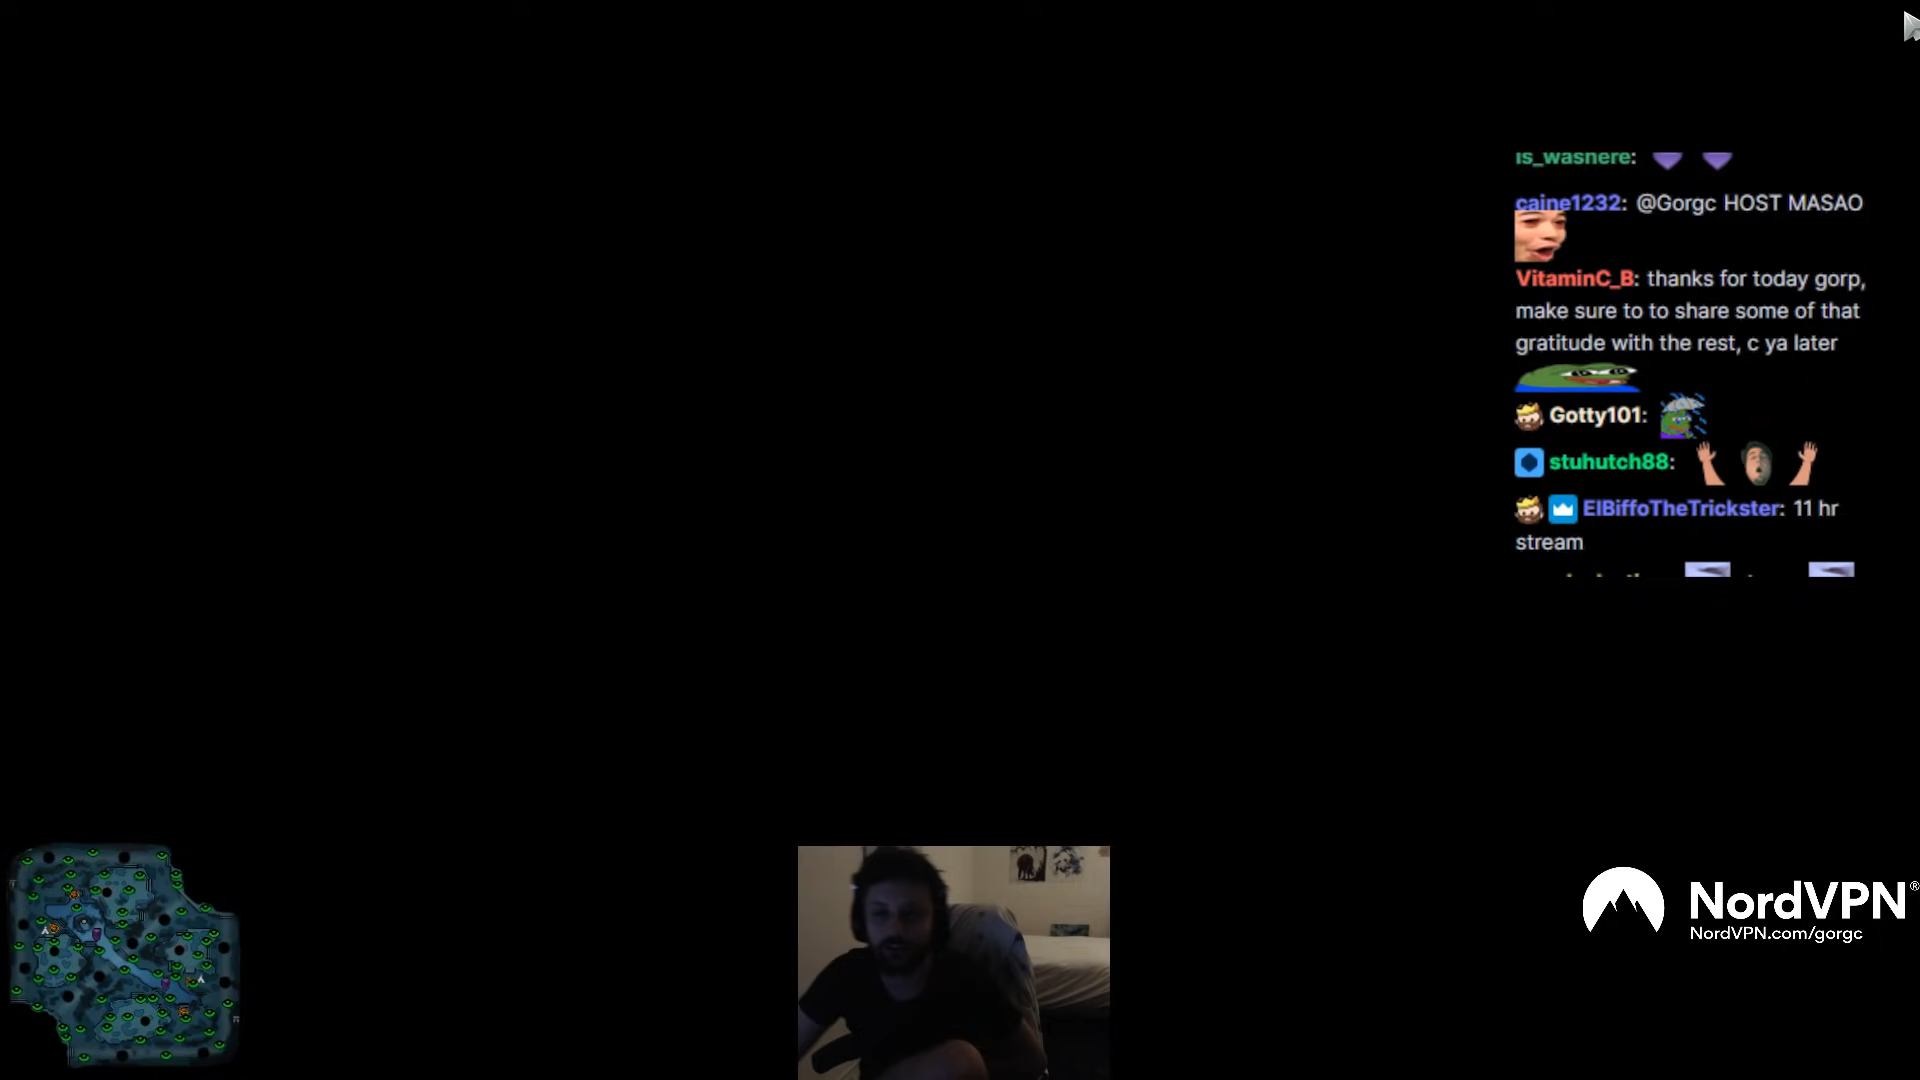 is_washere:
caine1232: @Gorgc HOST MASAO
VitaminC_B: thanks for today gorp,
make sure to to share some of that
gratitude with the rest, c ya later
Gotty101:
stuhutch88:
ElBiffoTheTrickster: 11 hr
stream
NordVPN®
NordVPN.com/gorgc